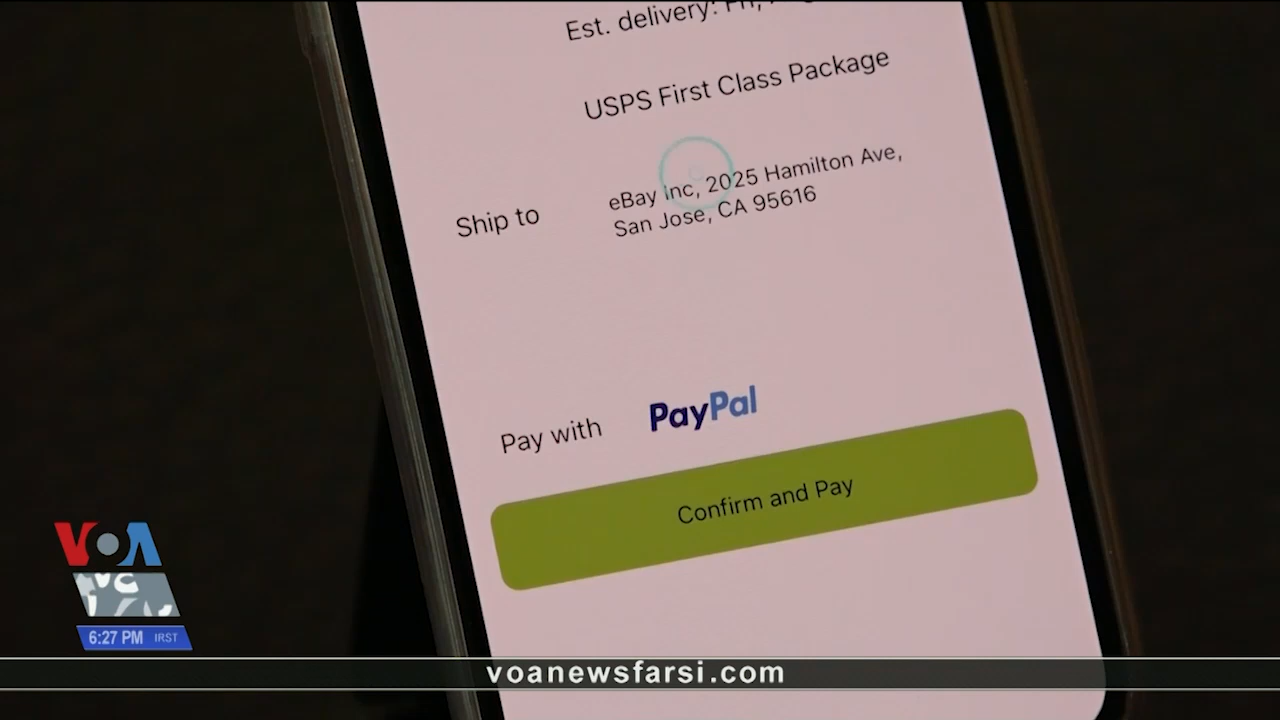 Est. delivery: Fri,
USPS First Class Package
Ship to
eBay Inc, 2025 Hamilton Ave,
San Jose, CA 95616
Pay with
PayPal
Confirm and Pay
VOA
6:27 PM IRST
voanewsfarsi.com